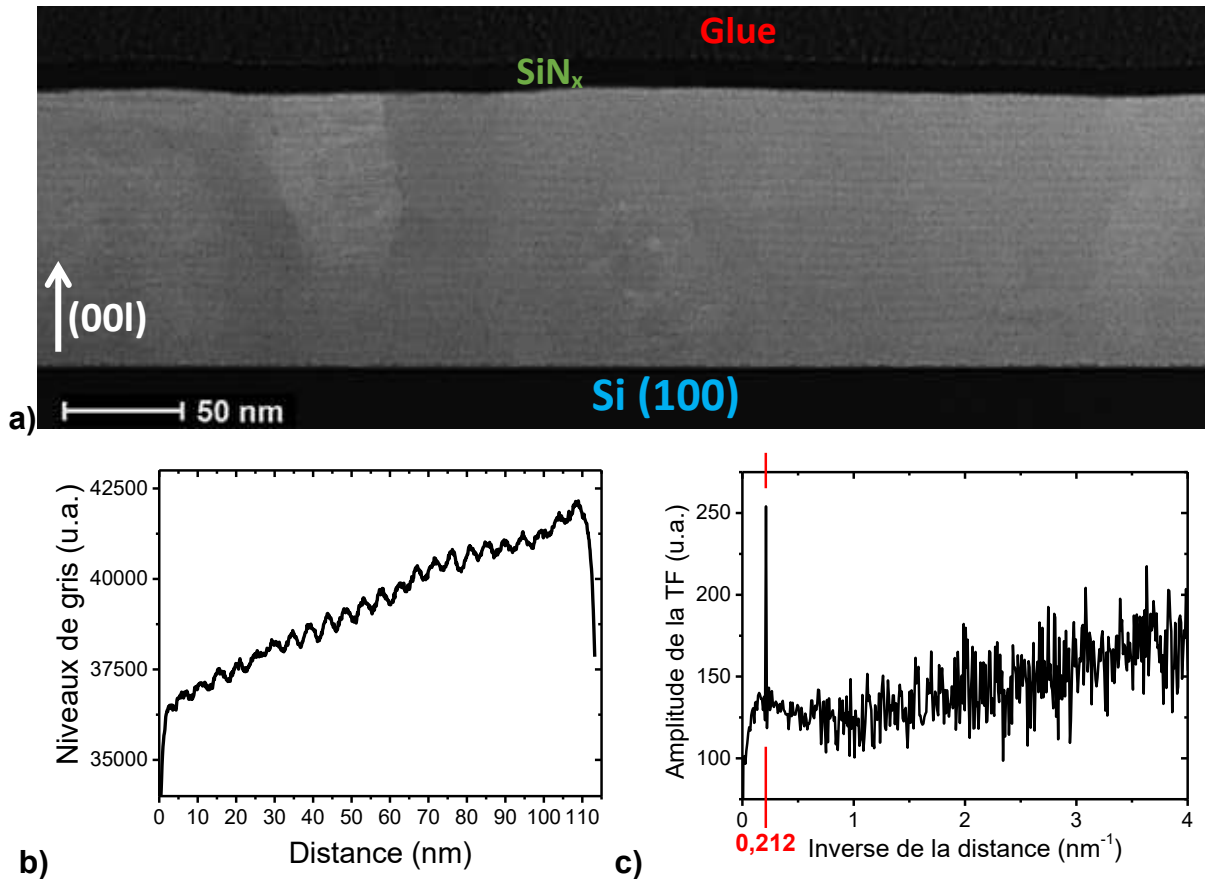 Glue
SiNₓ
(00l)
Si (100)
50 nm
a)
42500
40000
37500
35000
Niveaux de gris (u.a.)
0 10 20 30 40 50 60 70 80 90 100 110
Distance (nm)
b)
250
200
150
100
Amplitude de la TF (u.a.)
0 1 2 3 4
0,212
Inverse de la distance (nm⁻¹)
c)